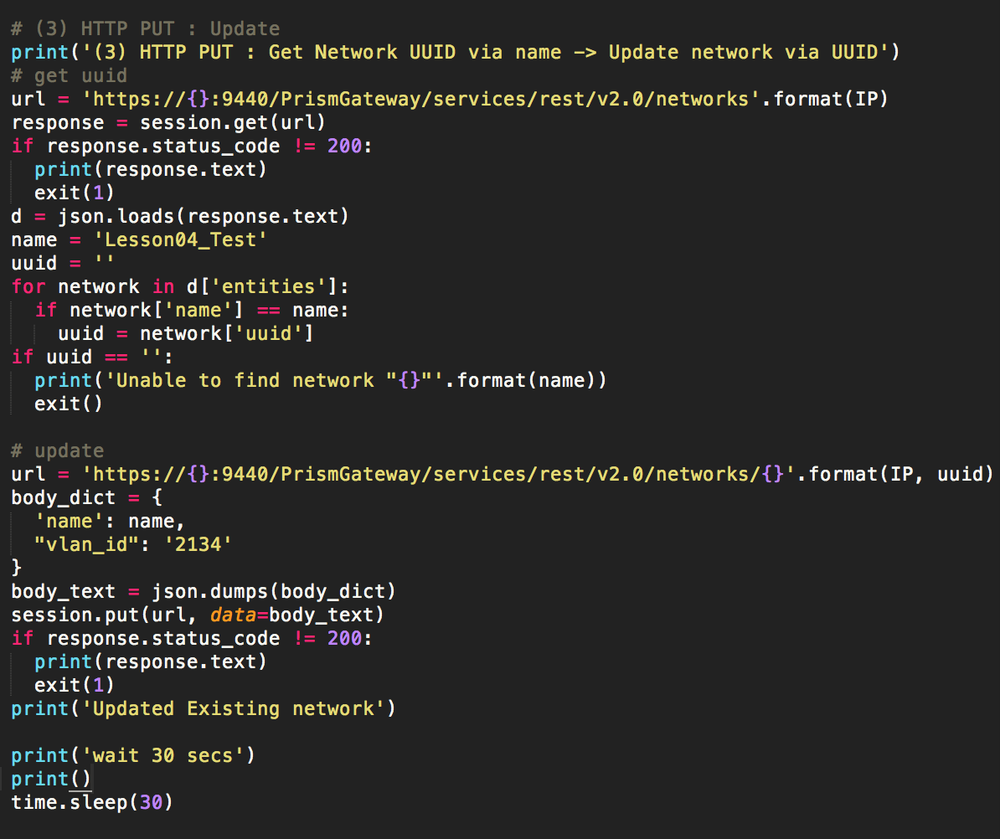 # (3) HTTP PUT : Update
print('(3) HTTP PUT : Get Network UUID via name -> Update network via UUID')
# get uuid
url = 'https://{}:9440/PrismGateway/services/rest/v2.0/networks'.format(IP)
response = session.get(url)
if response.status_code != 200:
  print(response.text)
  exit(1)
d = json.loads(response.text)
name = 'Lesson04_Test'
uuid = ''
for network in d['entities']:
  if network['name'] == name:
    uuid = network['uuid']
if uuid == '':
  print('Unable to find network "{}"'.format(name))
  exit()

# update
url = 'https://{}:9440/PrismGateway/services/rest/v2.0/networks/{}'.format(IP, uuid)
body_dict = {
  'name': name,
  "vlan_id": '2134'
}
body_text = json.dumps(body_dict)
session.put(url, data=body_text)
if response.status_code != 200:
  print(response.text)
  exit(1)
print('Updated Existing network')

print('wait 30 secs')
print()
time.sleep(30)